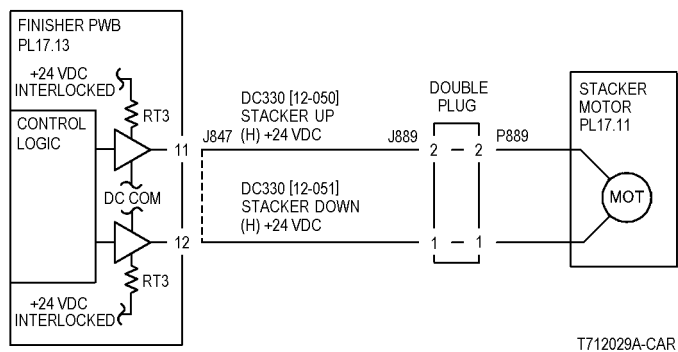 FINISHER PWB
PL17.13
+24 VDC
INTERLOCKED
RT3
CONTROL
LOGIC
11
J847
DC330 [12-050]
STACKER UP
(H) +24 VDC
J889
DOUBLE
PLUG
2 2
P889
STACKER
MOTOR
PL17.11
MOT
DC COM
DC330 [12-051]
STACKER DOWN
(H) +24 VDC
12
1 1
RT3
+24 VDC
INTERLOCKED
T712029A-CAR